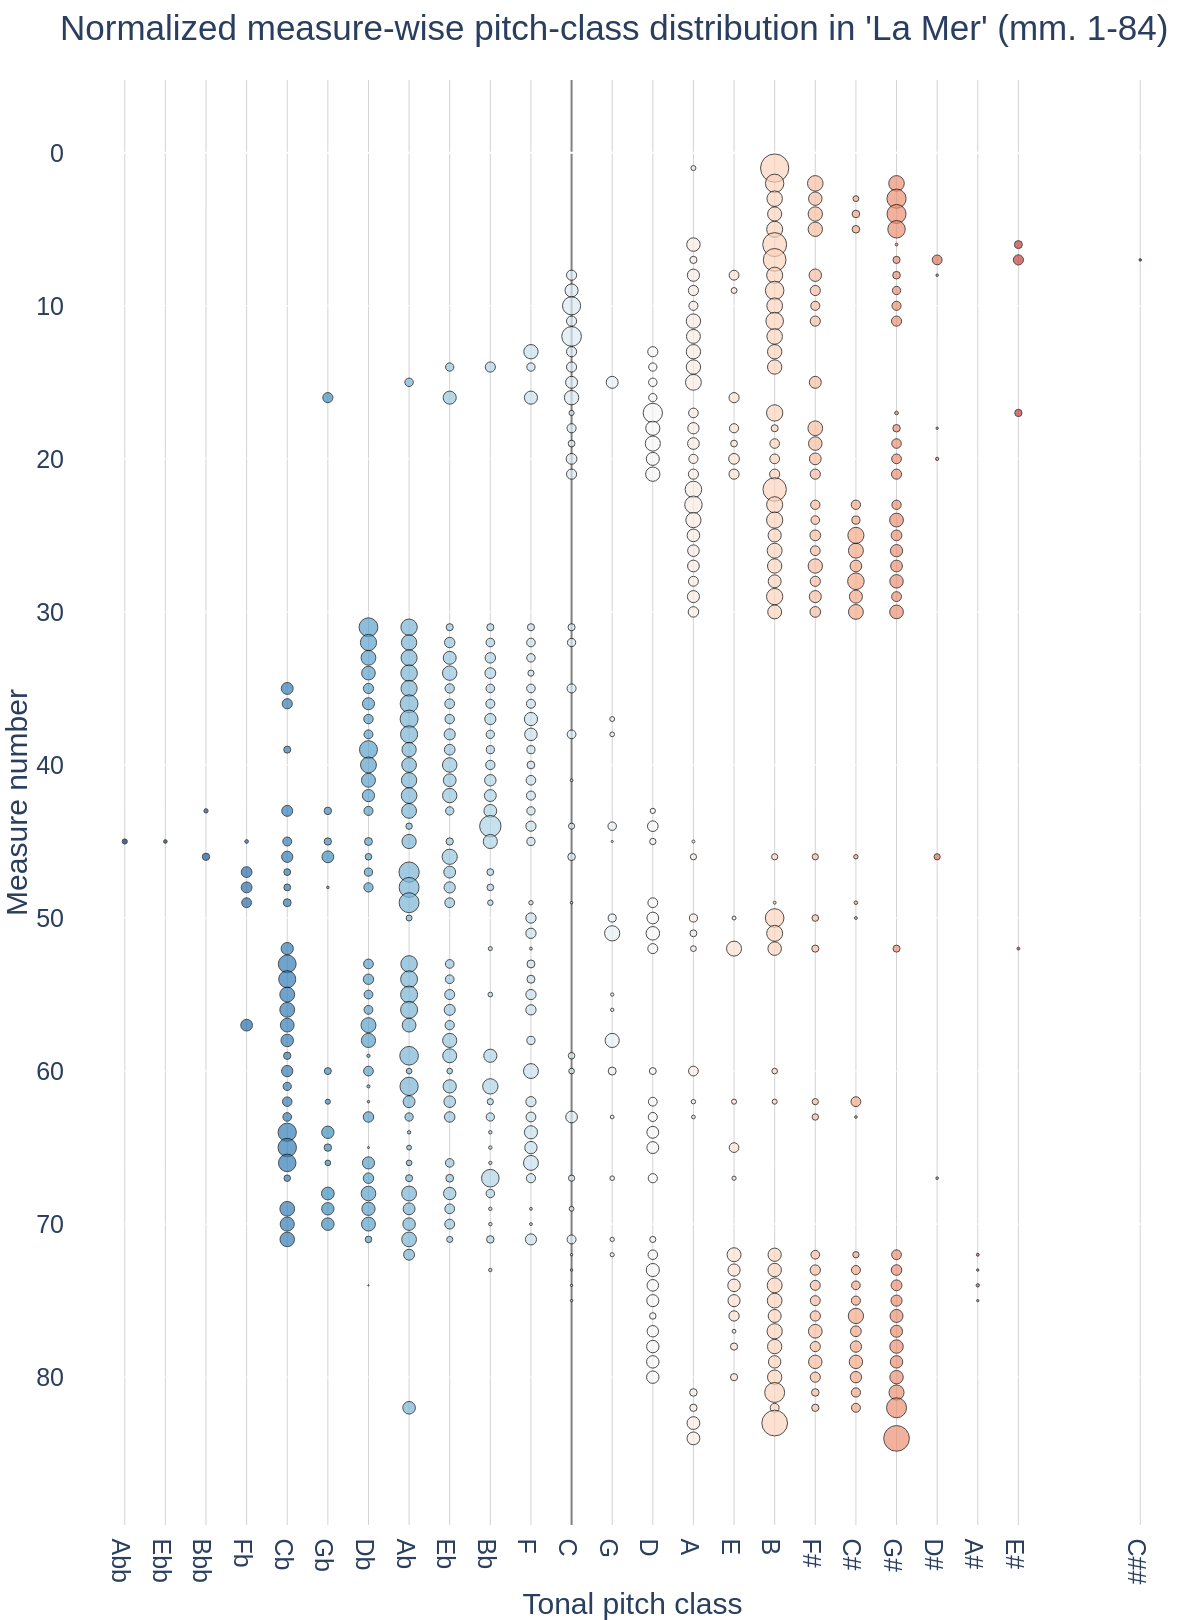 Normalized measure-wise pitch-class distribution in 'La Mer' (mm. 1-84)
0
10
20
30
40
50
60
70
80
Measure number
Abb
Ebb
Bbb
Fb
Cb
Gb
Db
Ab
Eb
Bb
F
C
G
D
A
E
B
F#
C#
G#
D#
A#
E#
C##
Tonal pitch class